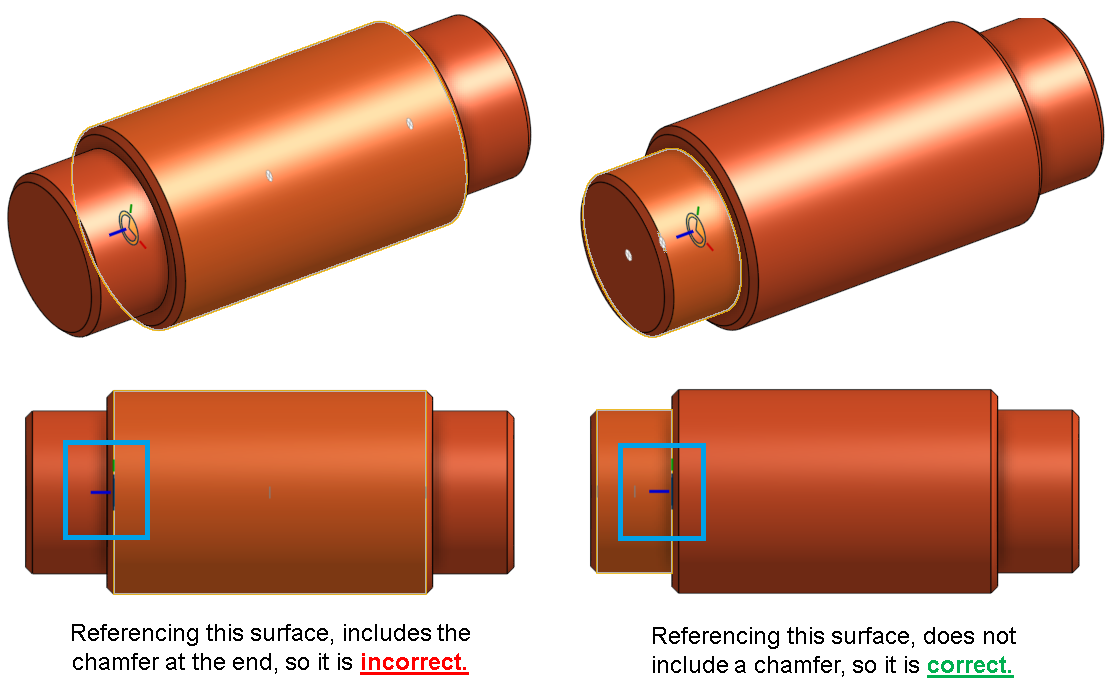 Referencing this surface, includes the
chamfer at the end, so it is incorrect.
Referencing this surface, does not
include a chamfer, so it is correct.